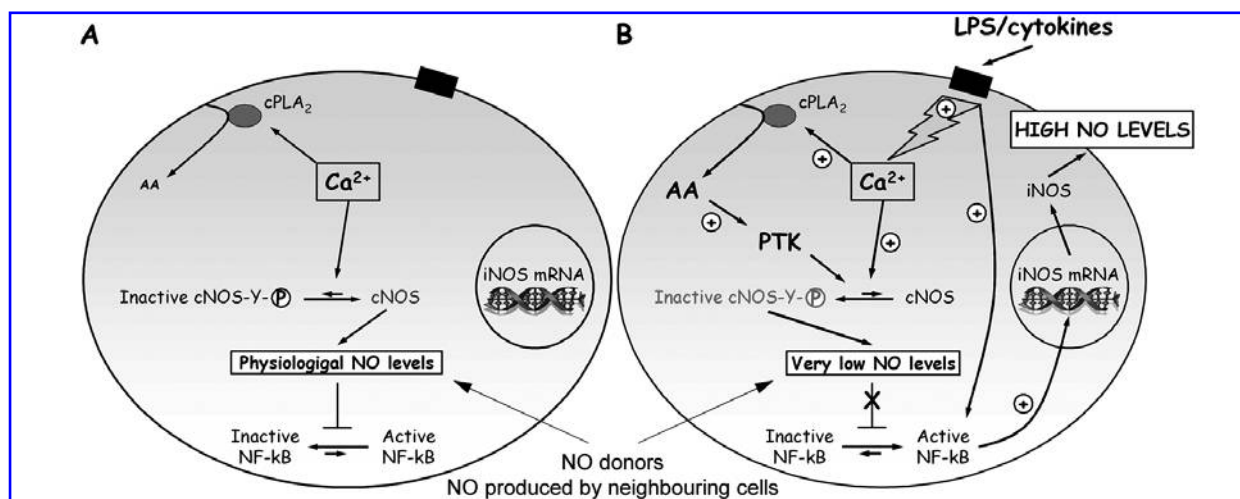 A
cPLA₂
AA
Ca²⁺
iNOS mRNA
Inactive cNOS-Y-P
cNOS
Physiologigal NO levels
Inactive
NF-kB
Active
NF-kB
B
LPS/cytokines
cPLA₂
+
HIGH NO LEVELS
+
Ca²⁺
iNOS
AA
+
PTK
+
+
iNOS mRNA
Inactive cNOS-Y-P
cNOS
Very low NO levels
X
+
Inactive
NF-kB
Active
NF-kB
NO donors
NO produced by neighbouring cells